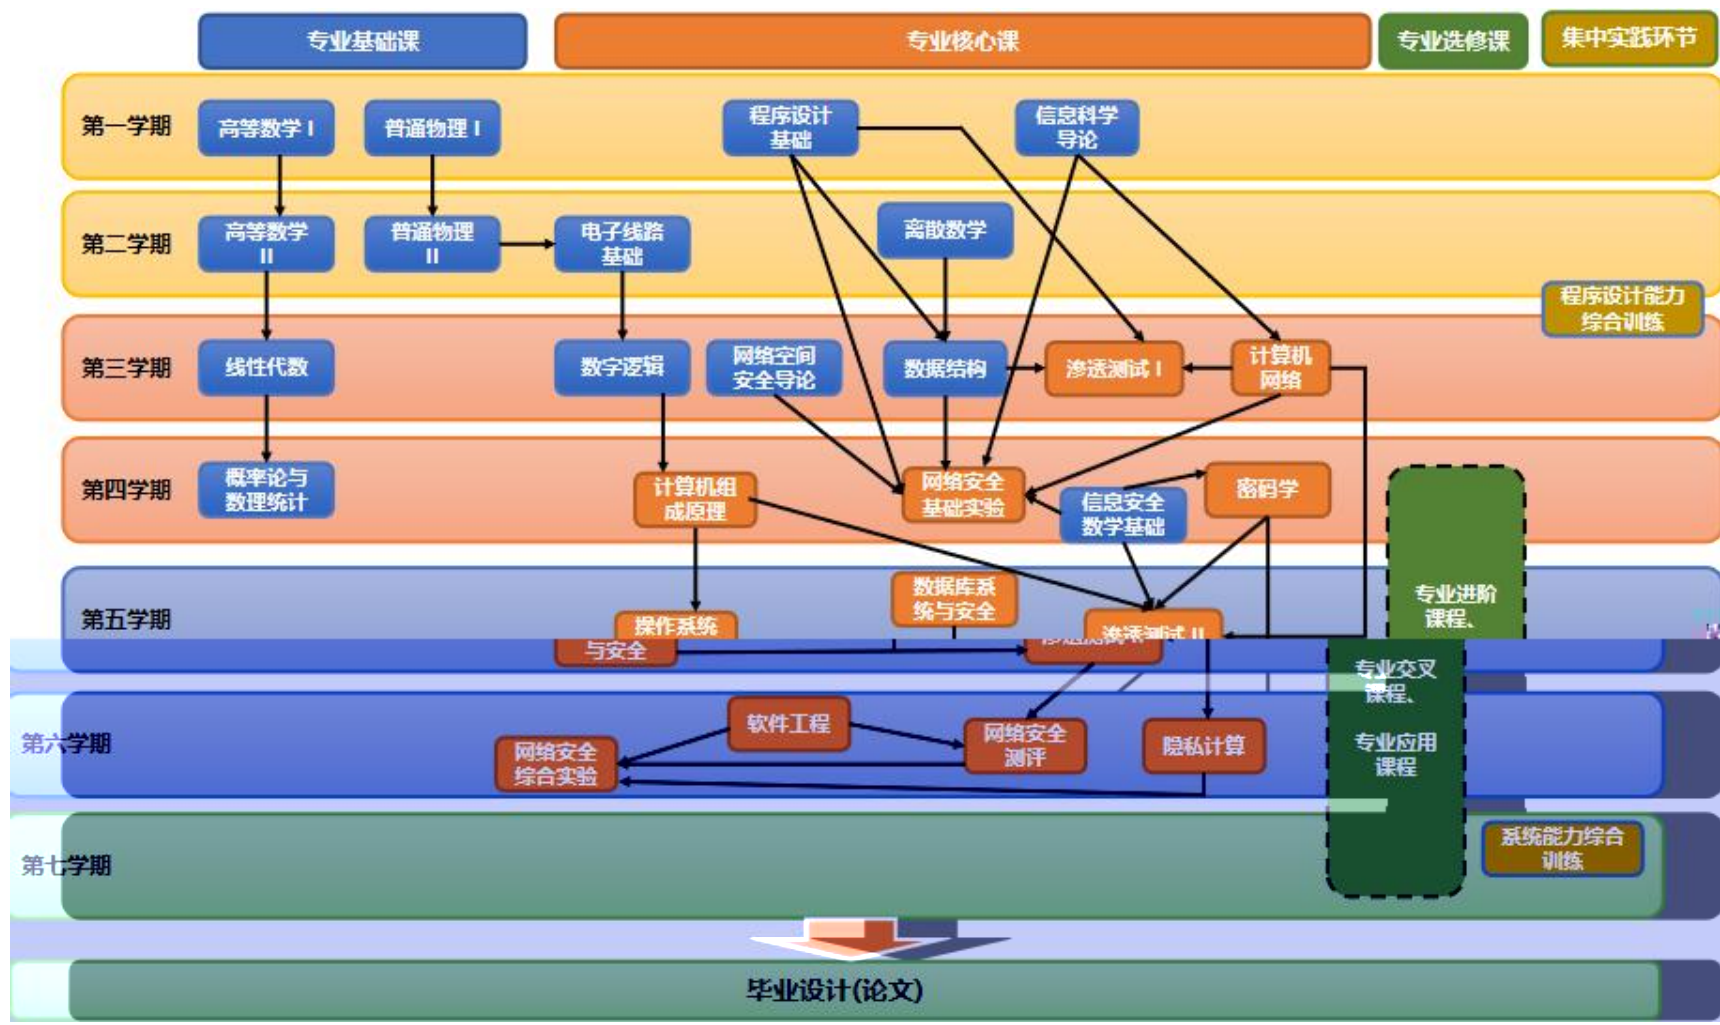 专业基础课
专业核心课
专业选修课
集中实践环节
第一学期
高等数学 I
普通物理 I
程序设计
基础
信息科学
导论
第二学期
高等数学
II
普通物理
II
电子线路
基础
离散数学
程序设计能力
综合训练
第三学期
线性代数
数字逻辑
网络空间
安全导论
数据结构
渗透测试 I
计算机
网络
第四学期
概率论与
数理统计
计算机组
成原理
网络安全
基础实验
信息安全
数学基础
密码学
第五学期
操作系统
与安全
数据库系
统与安全
渗透测试 II
专业进阶
课程、
专业交叉
课程、
专业应用
课程
第六学期
网络安全
综合实验
软件工程
网络安全
测评
隐私计算
第七学期
系统能力综合
训练
毕业设计(论文)